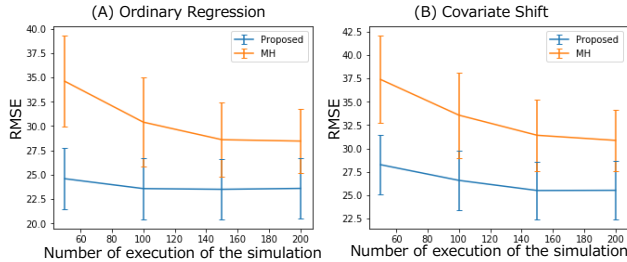 (A) Ordinary Regression
(B) Covariate Shift
RMSE
40.0
37.5
35.0
32.5
30.0
27.5
25.0
22.5
20.0
Proposed
MH
60 80 100 120 140 160 180 200
Number of execution of the simulation
RMSE
42.5
40.0
37.5
35.0
32.5
30.0
27.5
25.0
22.5
Proposed
MH
60 80 100 120 140 160 180 200
Number of execution of the simulation